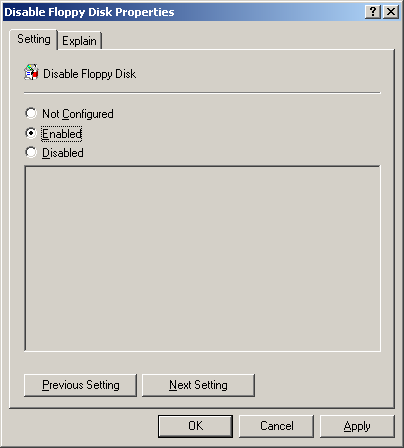 Disable Floppy Disk Properties
Setting
Explain
Disable Floppy Disk
Not Configured
Enabled
Disabled
Previous Setting
Next Setting
OK
Cancel
Apply